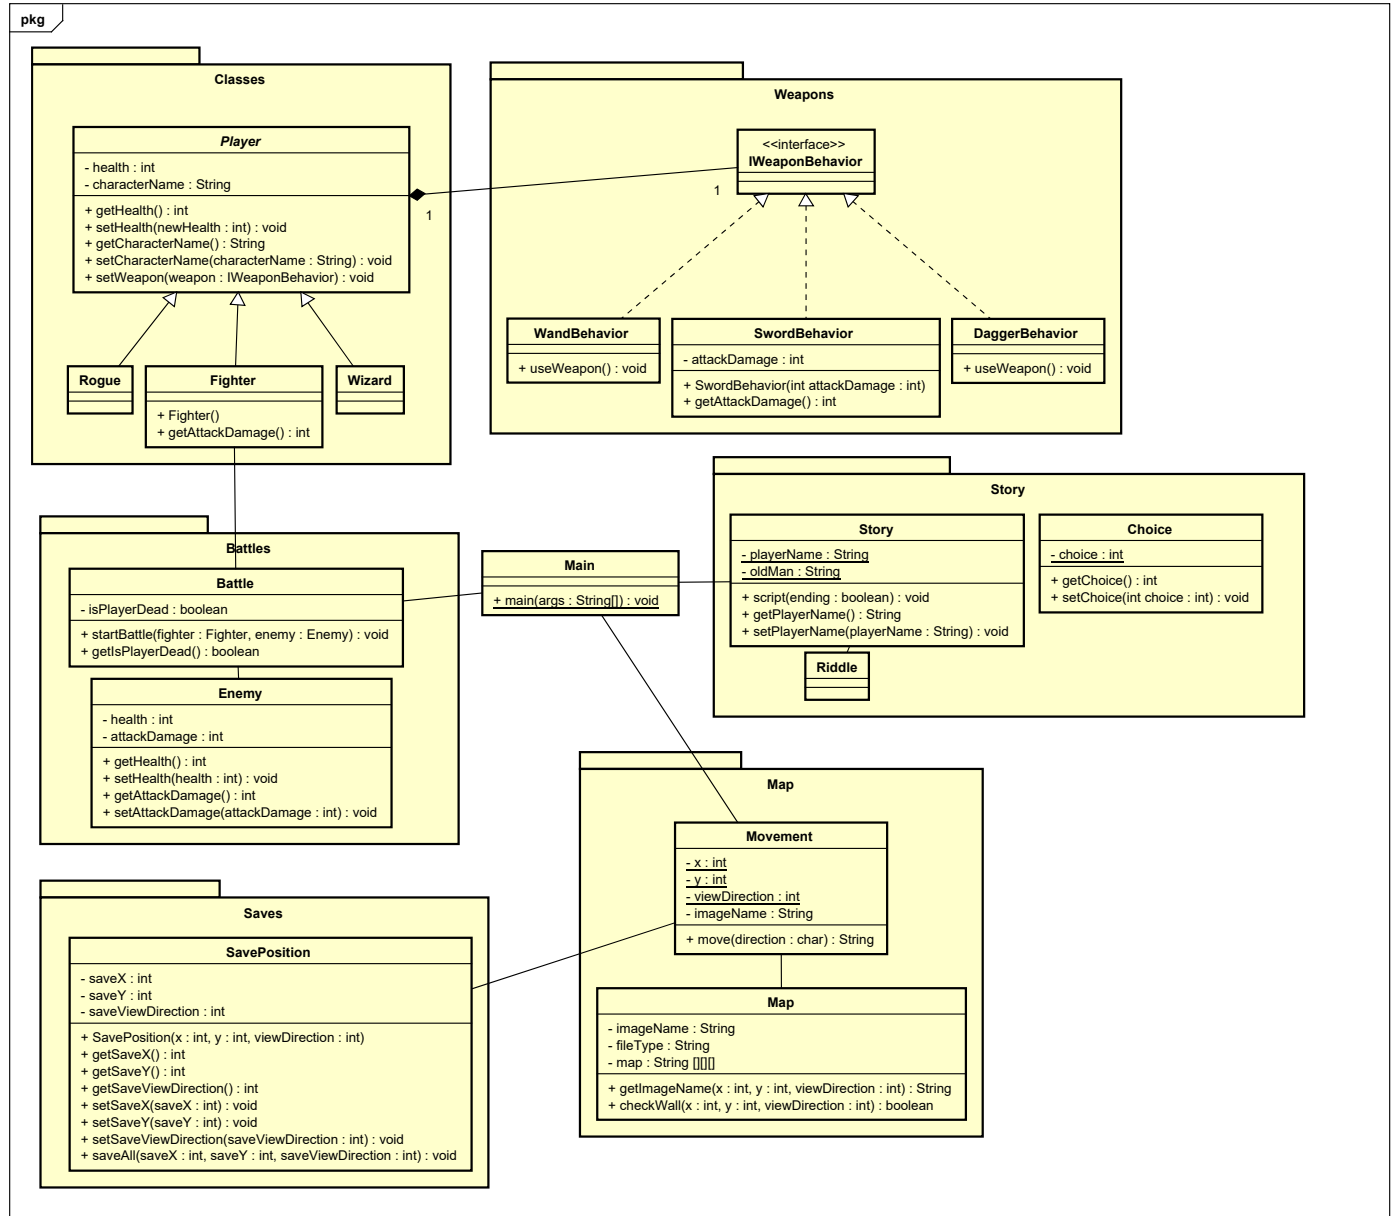 pkg
Classes
Player
- health : int
- characterName : String
+ getHealth() : int
+ setHealth(newHealth : int) : void
+ getCharacterName() : String
+ setCharacterName(characterName : String) : void
+ setWeapon(weapon : IWeaponBehavior) : void
1
1
Rogue
Fighter
+ Fighter()
+ getAttackDamage() : int
Wizard
Weapons
<<interface>>
IWeaponBehavior
WandBehavior
+ useWeapon() : void
SwordBehavior
- attackDamage : int
+ SwordBehavior(int attackDamage : int)
+ getAttackDamage() : int
DaggerBehavior
+ useWeapon() : void
Battles
Battle
- isPlayerDead : boolean
+ startBattle(fighter : Fighter, enemy : Enemy) : void
+ getIsPlayerDead() : boolean
Enemy
- health : int
- attackDamage : int
+ getHealth() : int
+ setHealth(health : int) : void
+ getAttackDamage() : int
+ setAttackDamage(attackDamage : int) : void
Main
+ main(args : String[]) : void
Story
Story
- playerName : String
- oldMan : String
+ script(ending : boolean) : void
+ getPlayerName() : String
+ setPlayerName(playerName : String) : void
Riddle
Choice
- choice : int
+ getChoice() : int
+ setChoice(int choice : int) : void
Map
Movement
- x : int
- y : int
- viewDirection : int
- imageName : String
+ move(direction : char) : String
Map
- imageName : String
- fileType : String
- map : String [][][]
+ getImageName(x : int, y : int, viewDirection : int) : String
+ checkWall(x : int, y : int, viewDirection : int) : boolean
Saves
SavePosition
- saveX : int
- saveY : int
- saveViewDirection : int
+ SavePosition(x : int, y : int, viewDirection : int)
+ getSaveX() : int
+ getSaveY() : int
+ getSaveViewDirection() : int
+ setSaveX(saveX : int) : void
+ setSaveY(saveY : int) : void
+ setSaveViewDirection(saveViewDirection : int) : void
+ saveAll(saveX : int, saveY : int, saveViewDirection : int) : void